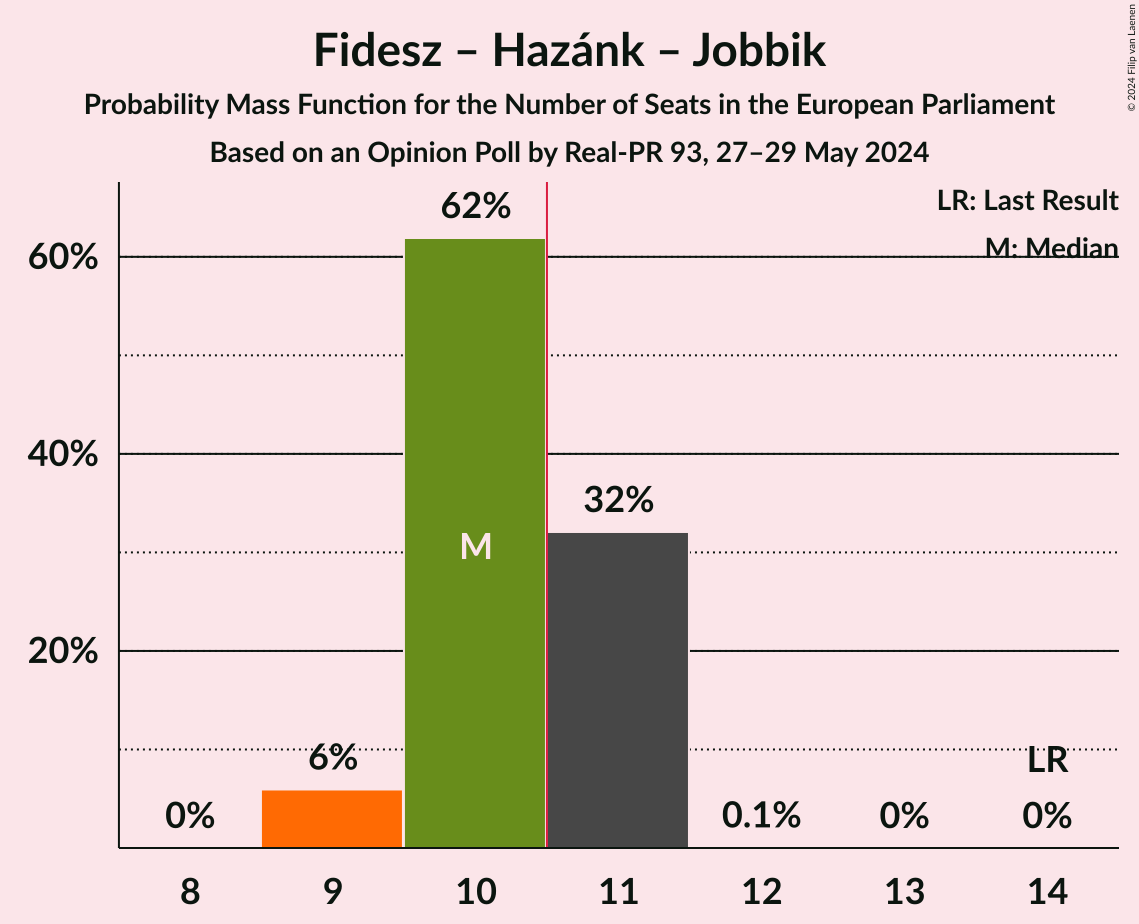 Fidesz – Hazánk – Jobbik
Probability Mass Function for the Number of Seats in the European Parliament
Based on an Opinion Poll by Real-PR 93, 27–29 May 2024
© 2024 Filip van Laenen
LR: Last Result
M: Median
60%
40%
20%
0%
6%
62%
M
32%
0.1%
0%
LR
0%
8
9
10
11
12
13
14